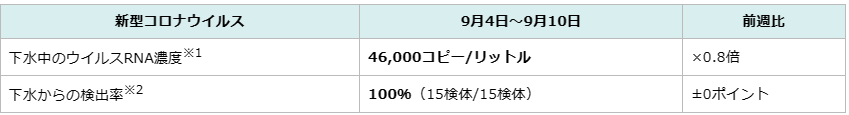 新型コロナウイルス 9月4日～9月10日 前週比
下水中のウイルスRNA濃度※1 46,000コピー/リットル ×0.8倍
下水からの検出率※2 100%（15検体/15検体） ±0ポイント